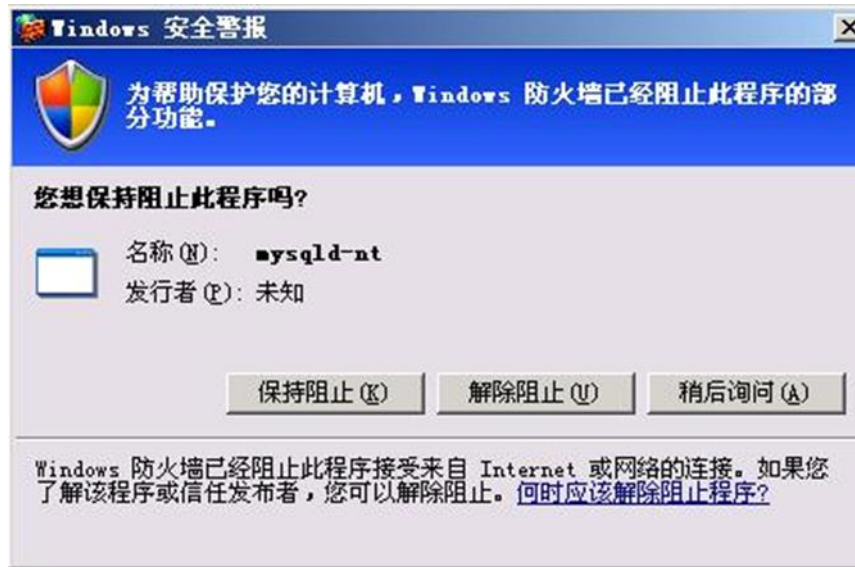 Windows 安全警报
为帮助保护您的计算机，Windows 防火墙已经阻止此程序的部
分功能。
您想保持阻止此程序吗?
名称(N): mysqld-nt
发行者(P): 未知
保持阻止(K) 解除阻止(U) 稍后询问(A)
Windows 防火墙已经阻止此程序接受来自 Internet 或网络的连接。如果您
了解该程序或信任发布者，您可以解除阻止。何时应该解除阻止程序?